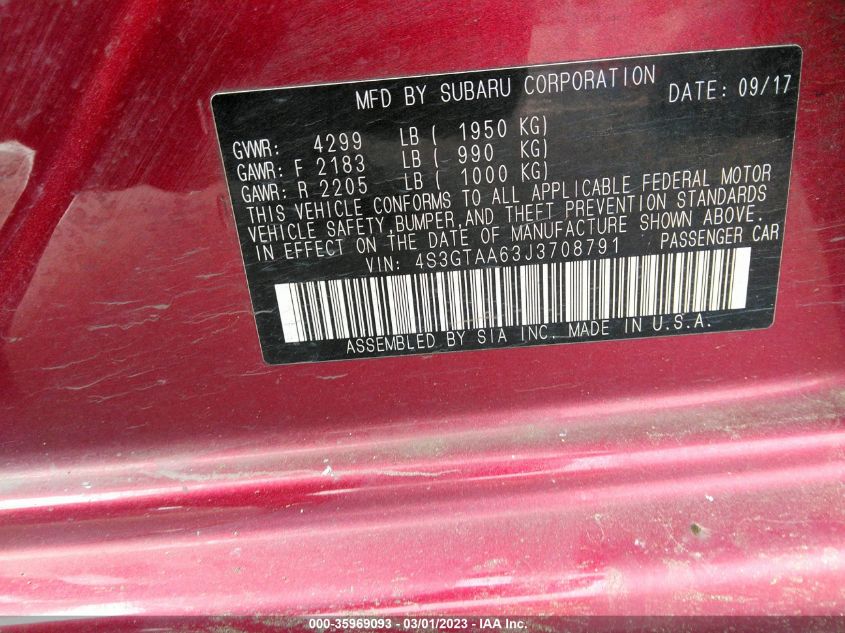 MFD BY SUBARU CORPORATION DATE: 09/17
GVWR: 4299 LB ( 1950 KG)
GAWR: F 2183 LB ( 990 KG)
GAWR: R 2205 LB ( 1000 KG)
THIS VEHICLE CONFORMS TO ALL APPLICABLE FEDERAL MOTOR
VEHICLE SAFETY,BUMPER,AND THEFT PREVENTION STANDARDS
IN EFFECT ON THE DATE OF MANUFACTURE SHOWN ABOVE.
VIN: 4S3GTAA63J3708791 PASSENGER CAR
ASSEMBLED BY SIA INC. MADE IN U.S.A.
000-35969093 - 03/01/2023 - IAA Inc.